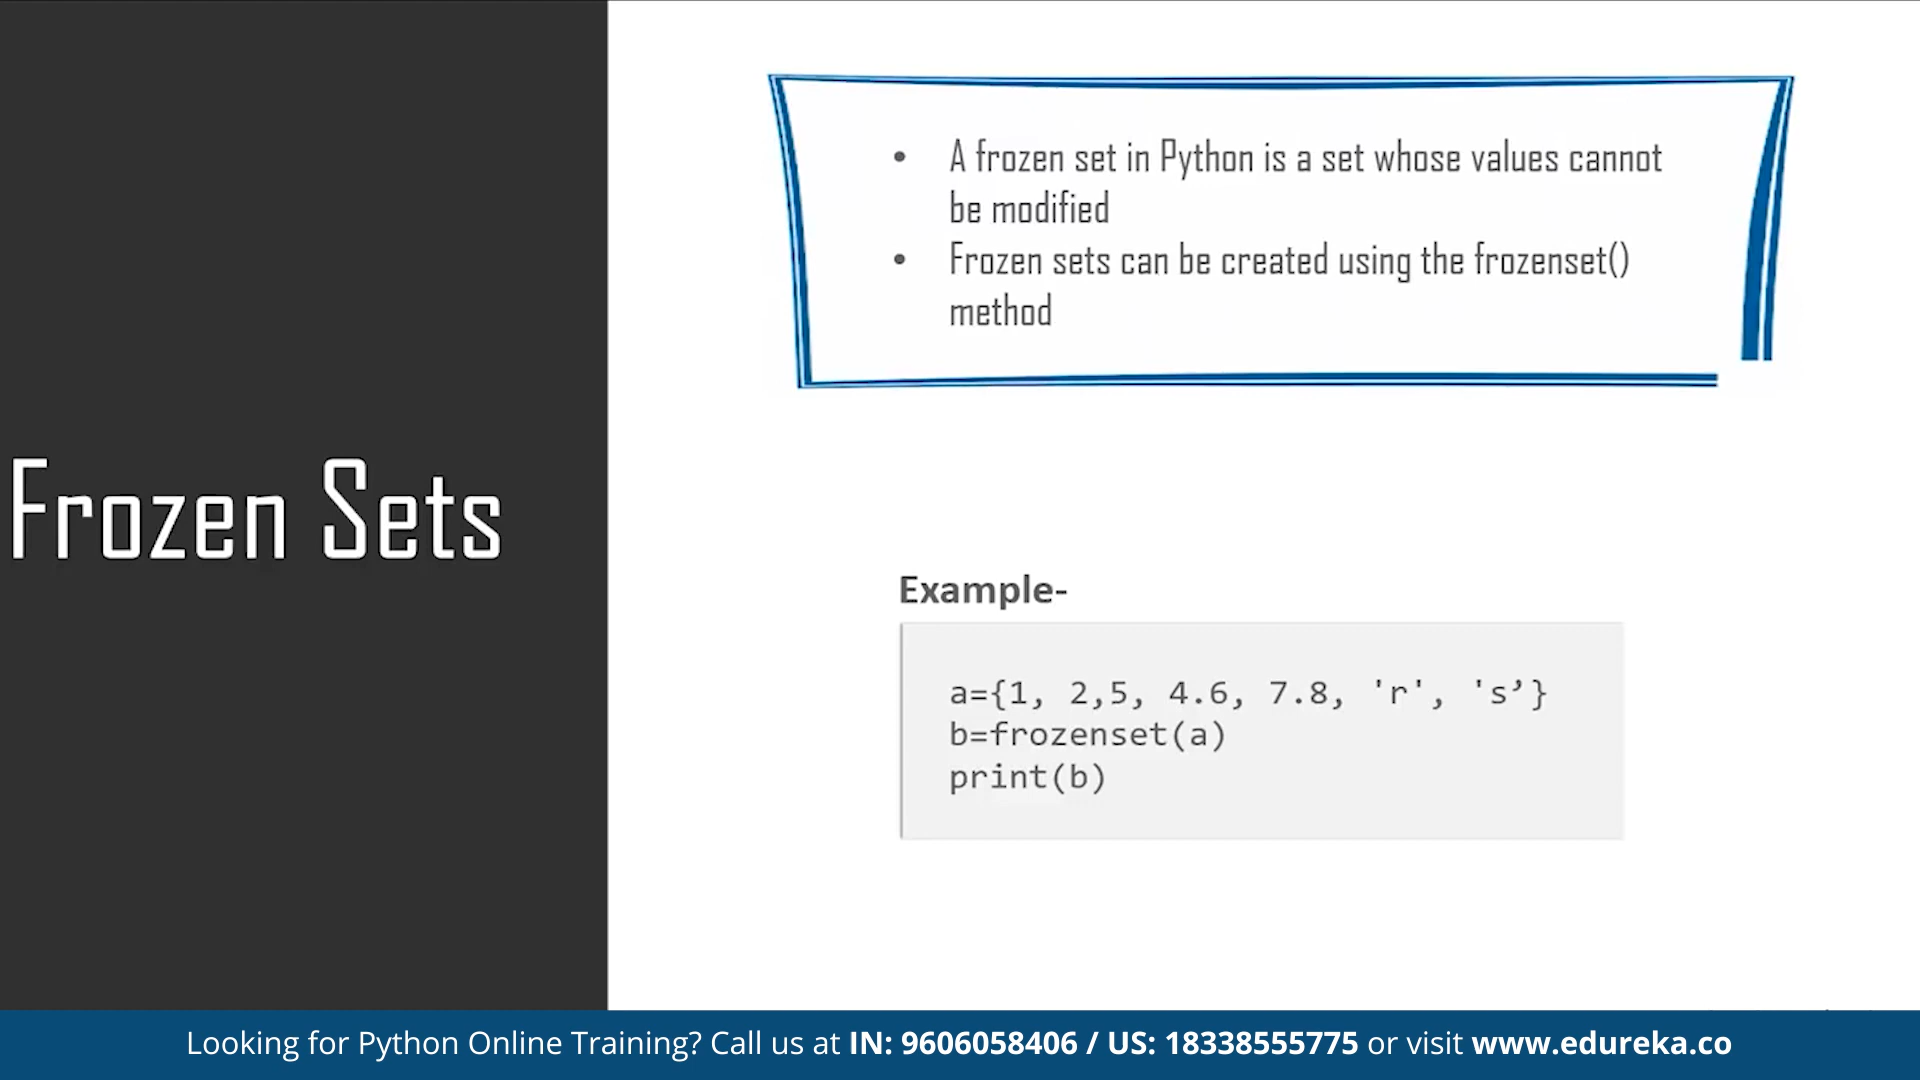 Frozen Sets
• A frozen set in Python is a set whose values cannot
be modified
• Frozen sets can be created using the frozenset()
method
Example-
a={1, 2,5, 4.6, 7.8, 'r', 's’}
b=frozenset(a)
print(b)
Looking for Python Online Training? Call us at IN: 9606058406 / US: 18338555775 or visit www.edureka.co